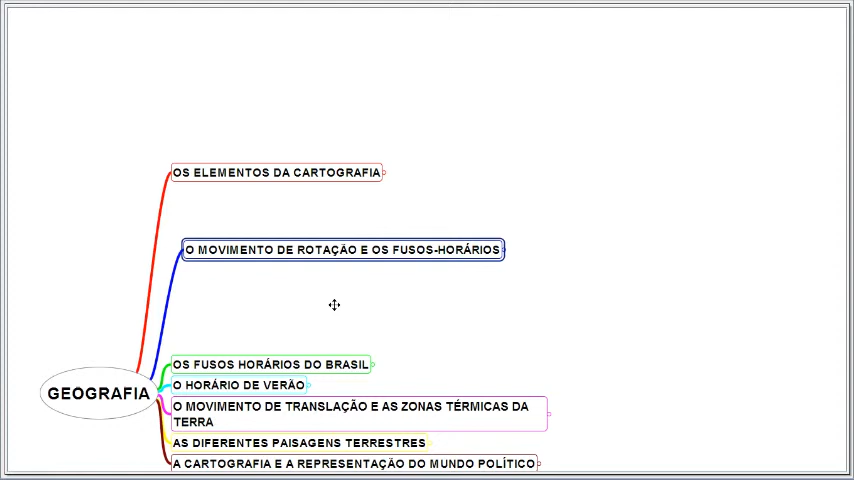 OS ELEMENTOS DA CARTOGRAFIA
O MOVIMENTO DE ROTAÇÃO E OS FUSOS-HORÁRIOS
OS FUSOS HORÁRIOS DO BRASIL
O HORÁRIO DE VERÃO
GEOGRAFIA
O MOVIMENTO DE TRANSLAÇÃO E AS ZONAS TÉRMICAS DA
TERRA
AS DIFERENTES PAISAGENS TERRESTRES
A CARTOGRAFIA E A REPRESENTAÇÃO DO MUNDO POLÍTICO